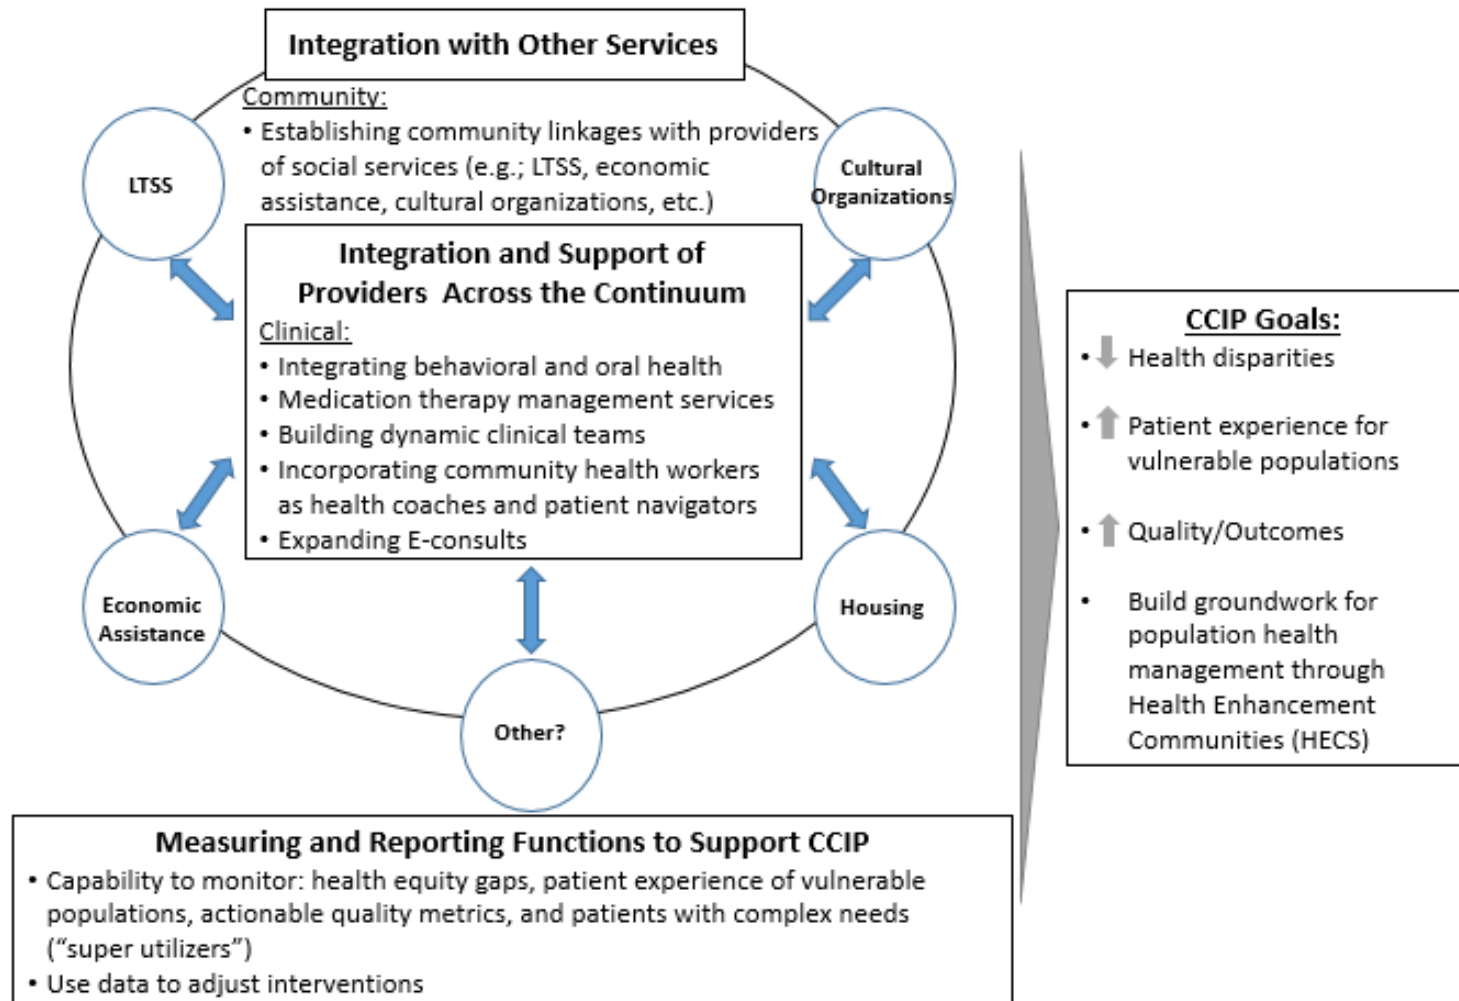 Integration with Other Services
Community:
• Establishing community linkages with providers
of social services (e.g.; LTSS, economic
assistance, cultural organizations, etc.)
LTSS
Cultural
Organizations
Integration and Support of
Providers Across the Continuum
Clinical:
• Integrating behavioral and oral health
• Medication therapy management services
• Building dynamic clinical teams
• Incorporating community health workers
as health coaches and patient navigators
• Expanding E-consults
Economic
Assistance
Housing
Other?
CCIP Goals:
• Health disparities
• Patient experience for
vulnerable populations
• Quality/Outcomes
• Build groundwork for
population health
management through
Health Enhancement
Communities (HECS)
Measuring and Reporting Functions to Support CCIP
• Capability to monitor: health equity gaps, patient experience of vulnerable
populations, actionable quality metrics, and patients with complex needs
(“super utilizers”)
• Use data to adjust interventions